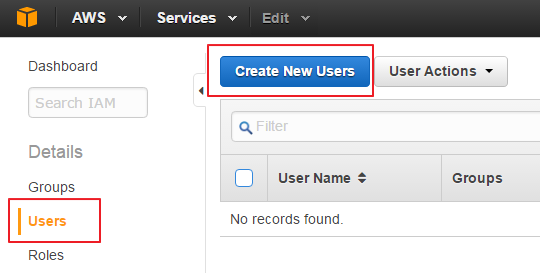 AWS Services Edit
Dashboard
Search IAM
Details
Groups
Users
Roles
Create New Users User Actions
Filter
User Name Groups
No records found.